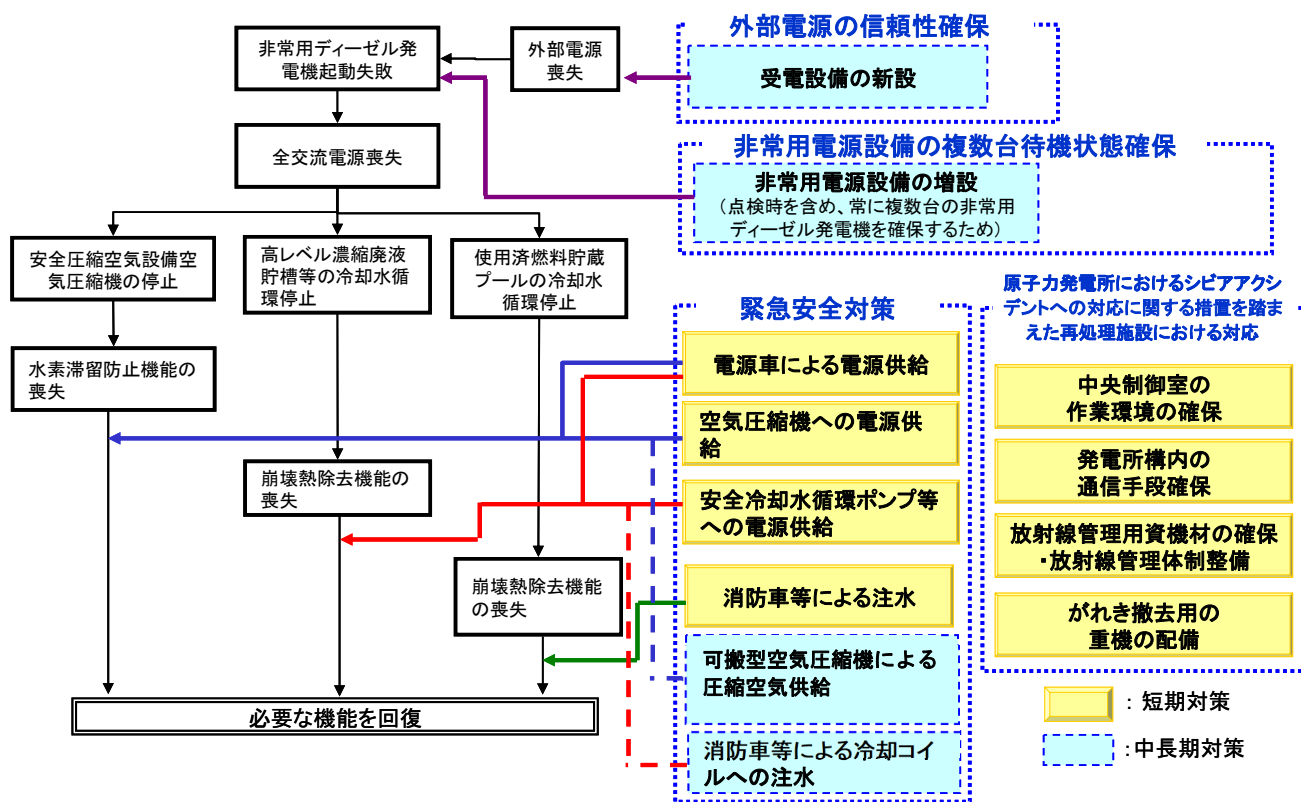 非常用ディーゼル発
電機起動失敗
外部電源
喪失
外部電源の信頼性確保
受電設備の新設
全交流電源喪失
非常用電源設備の複数台待機状態確保
非常用電源設備の増設
(点検時を含め、常に複数台の非常用
ディーゼル発電機を確保するため)
安全圧縮空気設備空
気圧縮機の停止
高レベル濃縮廃液
貯槽等の冷却水循
環停止
使用済燃料貯蔵
プールの冷却水
循環停止
水素滞留防止機能の
喪失
崩壊熱除去機能の
喪失
崩壊熱除去機能
の喪失
必要な機能を回復
緊急安全対策
電源車による電源供給
空気圧縮機への電源供
給
安全冷却水循環ポンプ等
への電源供給
消防車等による注水
可搬型空気圧縮機による
圧縮空気供給
消防車等による冷却コイ
ルへの注水
原子力発電所におけるシビアアクシ
デントへの対応に関する措置を踏ま
えた再処理施設における対応
中央制御室の
作業環境の確保
発電所構内の
通信手段確保
放射線管理用資機材の確保
・放射線管理体制整備
がれき撤去用の
重機の配備
：短期対策
：中長期対策